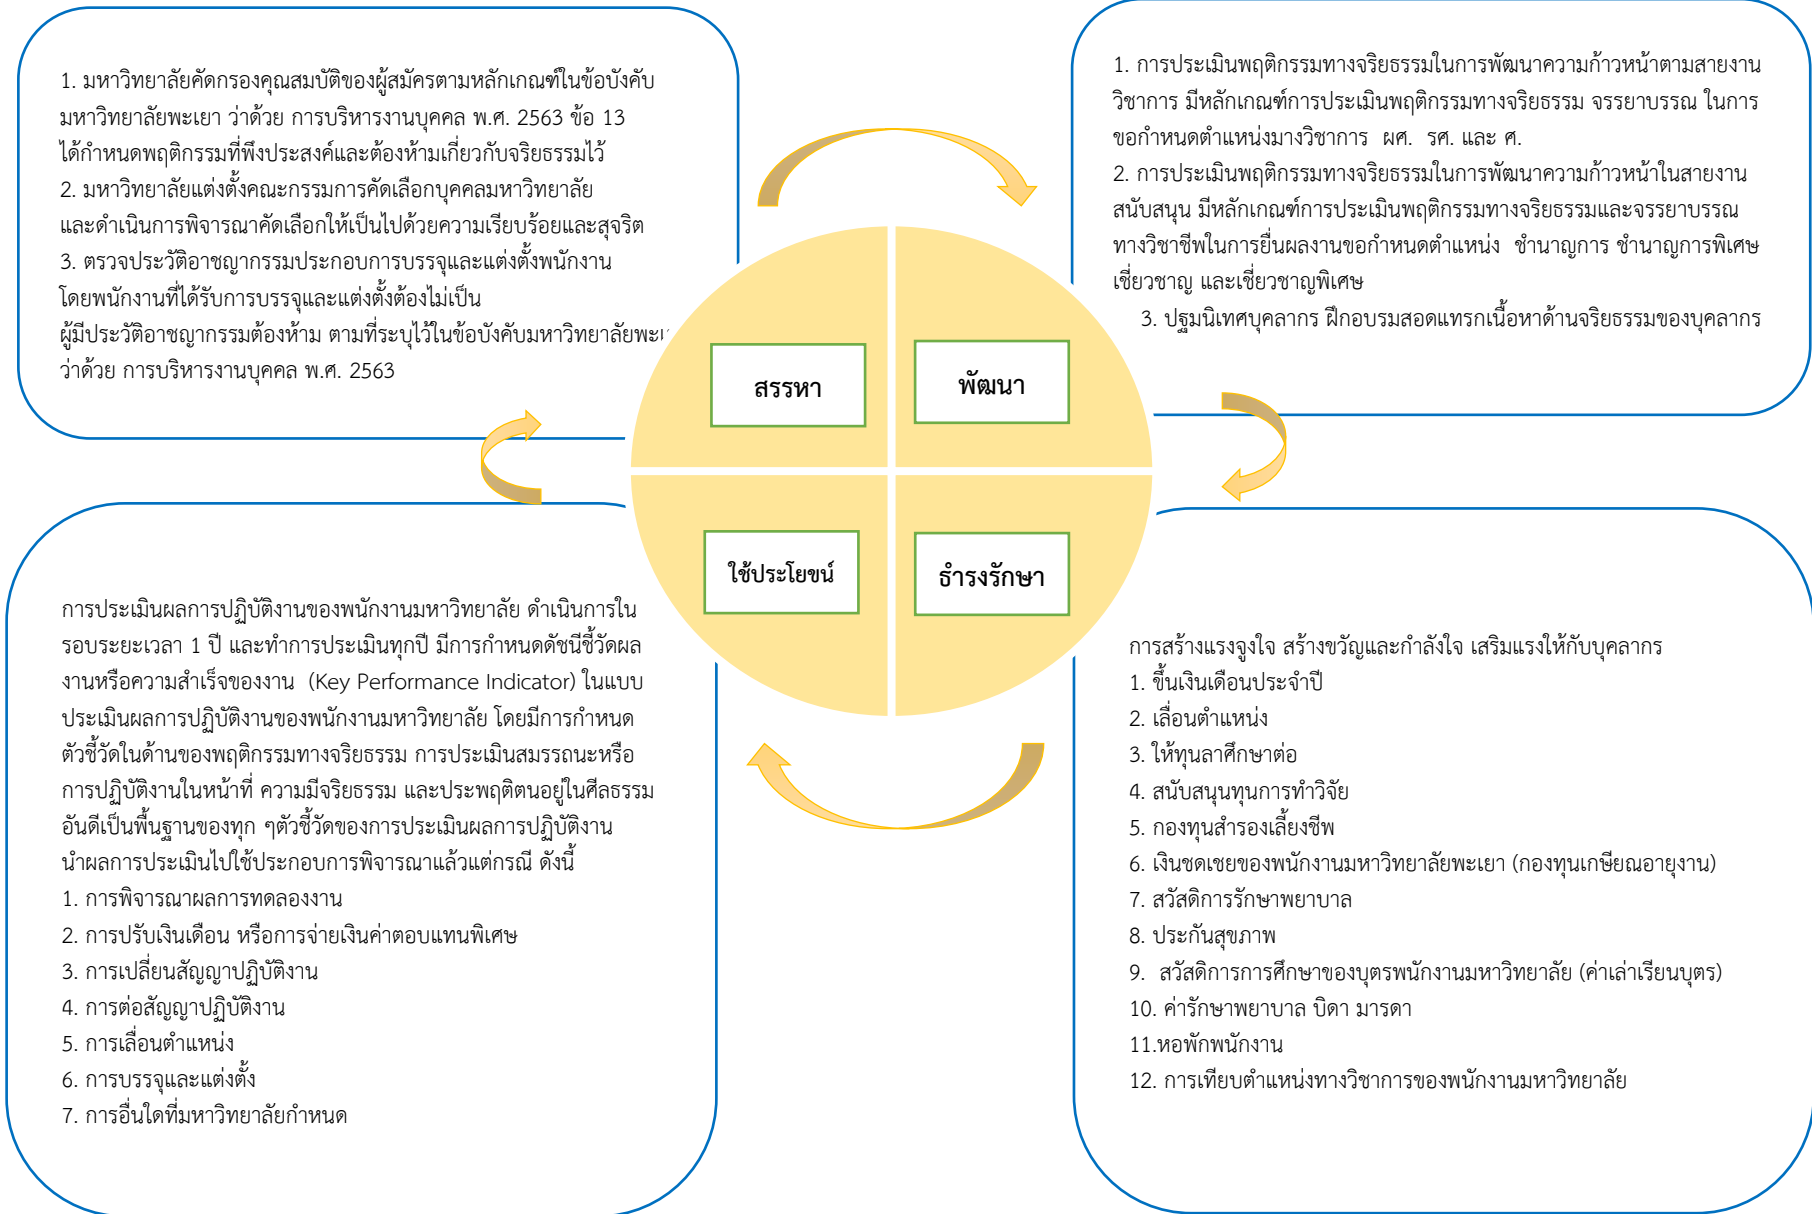 1. มหาวิทยาลัยคัดกรองคุณสมบัติของผู้สมัครตามหลักเกณฑ์ในข้อบังคับ
มหาวิทยาลัยพะเยา ว่าด้วย การบริหารงานบุคคล พ.ศ. 2563 ข้อ 13
ได้กำหนดพฤติกรรมที่พึงประสงค์และต้องห้ามเกี่ยวกับจริยธรรมไว้
2. มหาวิทยาลัยแต่งตั้งคณะกรรมการคัดเลือกบุคคลมหาวิทยาลัย
และดำเนินการพิจารณาคัดเลือกให้เป็นไปด้วยความเรียบร้อยและสุจริต
3. ตรวจประวัติอาชญากรรมประกอบการบรรจุและแต่งตั้งพนักงาน
โดยพนักงานที่ได้รับการบรรจุและแต่งตั้งต้องไม่เป็น
ผู้มีประวัติอาชญากรรมต้องห้าม ตามที่ระบุไว้ในข้อบังคับมหาวิทยาลัย
ว่าด้วย การบริหารงานบุคคล พ.ศ. 2563
1. การประเมินพฤติกรรมทางจริยธรรมในการพัฒนาความก้าวหน้าตามสายงาน
วิชาการ มีหลักเกณฑ์การประเมินพฤติกรรมทางจริยธรรม จรรยาบรรณ ในการ
ขอกำหนดตำแหน่งมางวิชาการ ผศ. รศ. และ ศ.
2. การประเมินพฤติกรรมทางจริยธรรมในการพัฒนาความก้าวหน้าในสายงาน
สนับสนุน มีหลักเกณฑ์การประเมินพฤติกรรมทางจริยธรรมและจรรยาบรรณ
ทางวิชาชีพในการยื่นผลงานขอกำหนดตำแหน่ง ชำนาญการ ชำนาญการพิเศษ
เชี่ยวชาญ และเชี่ยวชาญพิเศษ
3. ปฐมนิเทศบุคลากร ฝึกอบรมสอดแทรกเนื้อหาด้านจริยธรรมของบุคลากร
สรรหา
พัฒนา
ใช้ประโยขน์
ธำรงรักษา
การประเมินผลการปฏิบัติงานของพนักงานมหาวิทยาลัย ดำเนินการใน
รอบระยะเวลา 1 ปี และทำการประเมินทุกปี มีการกำหนดดัชนีชี้วัดผล
งานหรือความสำเร็จของงาน (Key Performance Indicator) ในแบบ
ประเมินผลการปฏิบัติงานของพนักงานมหาวิทยาลัย โดยมีการกำหนด
ตัวชี้วัดในด้านของพฤติกรรมทางจริยธรรม การประเมินสมรรถนะหรือ
การปฏิบัติงานในหน้าที่ ความมีจริยธรรม และประพฤติตนอยู่ในศีลธรรม
อันดีเป็นพื้นฐานของทุก ๆตัวชี้วัดของการประเมินผลการปฏิบัติงาน
นำผลการประเมินไปใช้ประกอบการพิจารณาแล้วแต่กรณี ดังนี้
1. การพิจารณาผลการทดลองงาน
2. การปรับเงินเดือน หรือการจ่ายเงินค่าตอบแทนพิเศษ
3. การเปลี่ยนสัญญาปฏิบัติงาน
4. การต่อสัญญาปฏิบัติงาน
5. การเลื่อนตำแหน่ง
6. การบรรจุและแต่งตั้ง
7. การอื่นใดที่มหาวิทยาลัยกำหนด
การสร้างแรงจูงใจ สร้างขวัญและกำลังใจ เสริมแรงให้กับบุคลากร
1. ขึ้นเงินเดือนประจำปี
2. เลื่อนตำแหน่ง
3. ให้ทุนลาศึกษาต่อ
4. สนับสนุนทุนการทำวิจัย
5. กองทุนสำรองเลี้ยงชีพ
6. เงินชดเชยของพนักงานมหาวิทยาลัยพะเยา (กองทุนเกษียณอายุงาน)
7. สวัสดิการรักษาพยาบาล
8. ประกันสุขภาพ
9. สวัสดิการการศึกษาของบุตรพนักงานมหาวิทยาลัย (ค่าเล่าเรียนบุตร)
10. ค่ารักษาพยาบาล บิดา มารดา
11.หอพักพนักงาน
12. การเทียบตำแหน่งทางวิชาการของพนักงานมหาวิทยาลัย